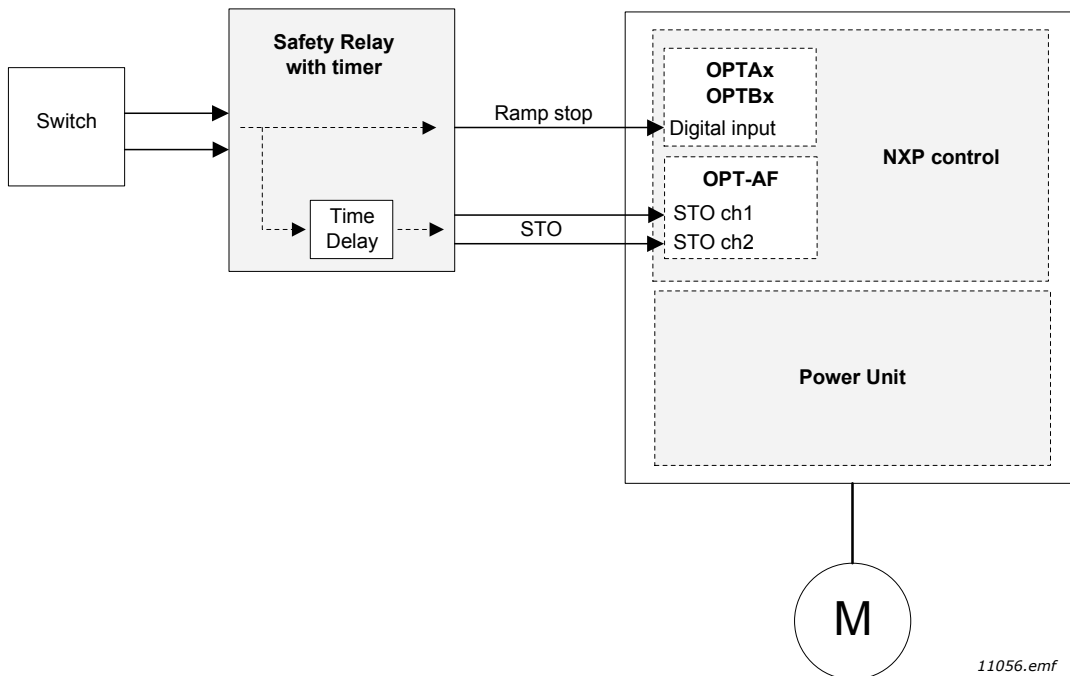 Switch
Safety Relay
with timer
Time
Delay
Ramp stop
STO
OPTAx
OPTBx
Digital input
OPT-AF
STO ch1
STO ch2
NXP control
Power Unit
M
11056.emf